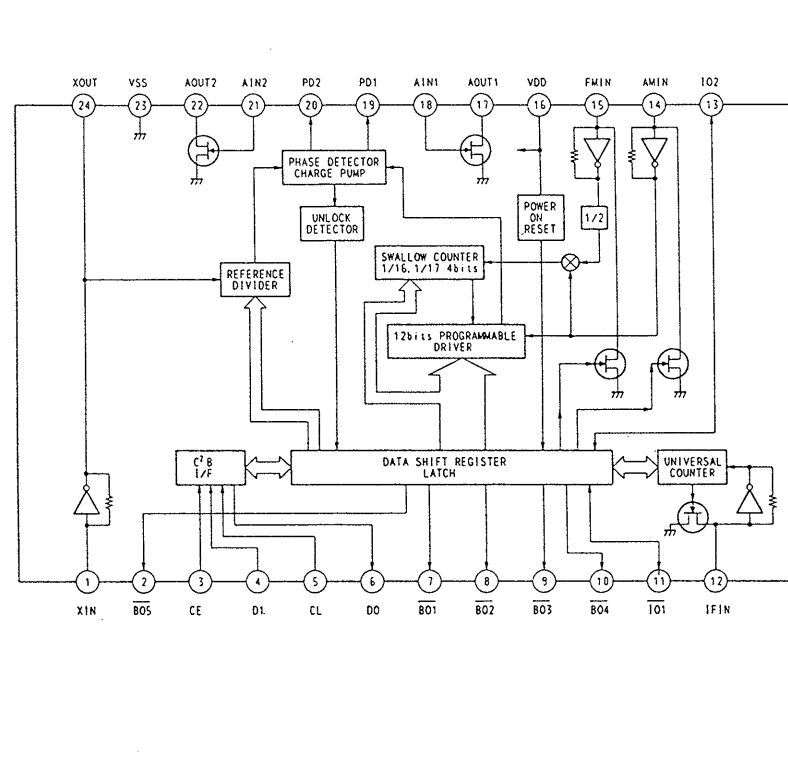 XOUT VSS AOUT2 AIN2 PD2 PD1 AIN1 AOUT1 VDD FMIN AMIN IO2
24 23 22 21 20 19 18 17 16 15 14 13
PHASE DETECTOR
CHARGE PUMP
UNLOCK
DETECTOR
POWER
ON
RESET
1/2
SWALLOW COUNTER
1/16, 1/17 4bits
REFERENCE
DIVIDER
12bits PROGRAMMABLE
DRIVER
C²B
I/F
DATA SHIFT REGISTER
LATCH
UNIVERSAL
COUNTER
1 2 3 4 5 6 7 8 9 10 11 12
XIN BO5 CE D1. CL DO BO1 BO2 BO3 BO4 IO1 IFIN